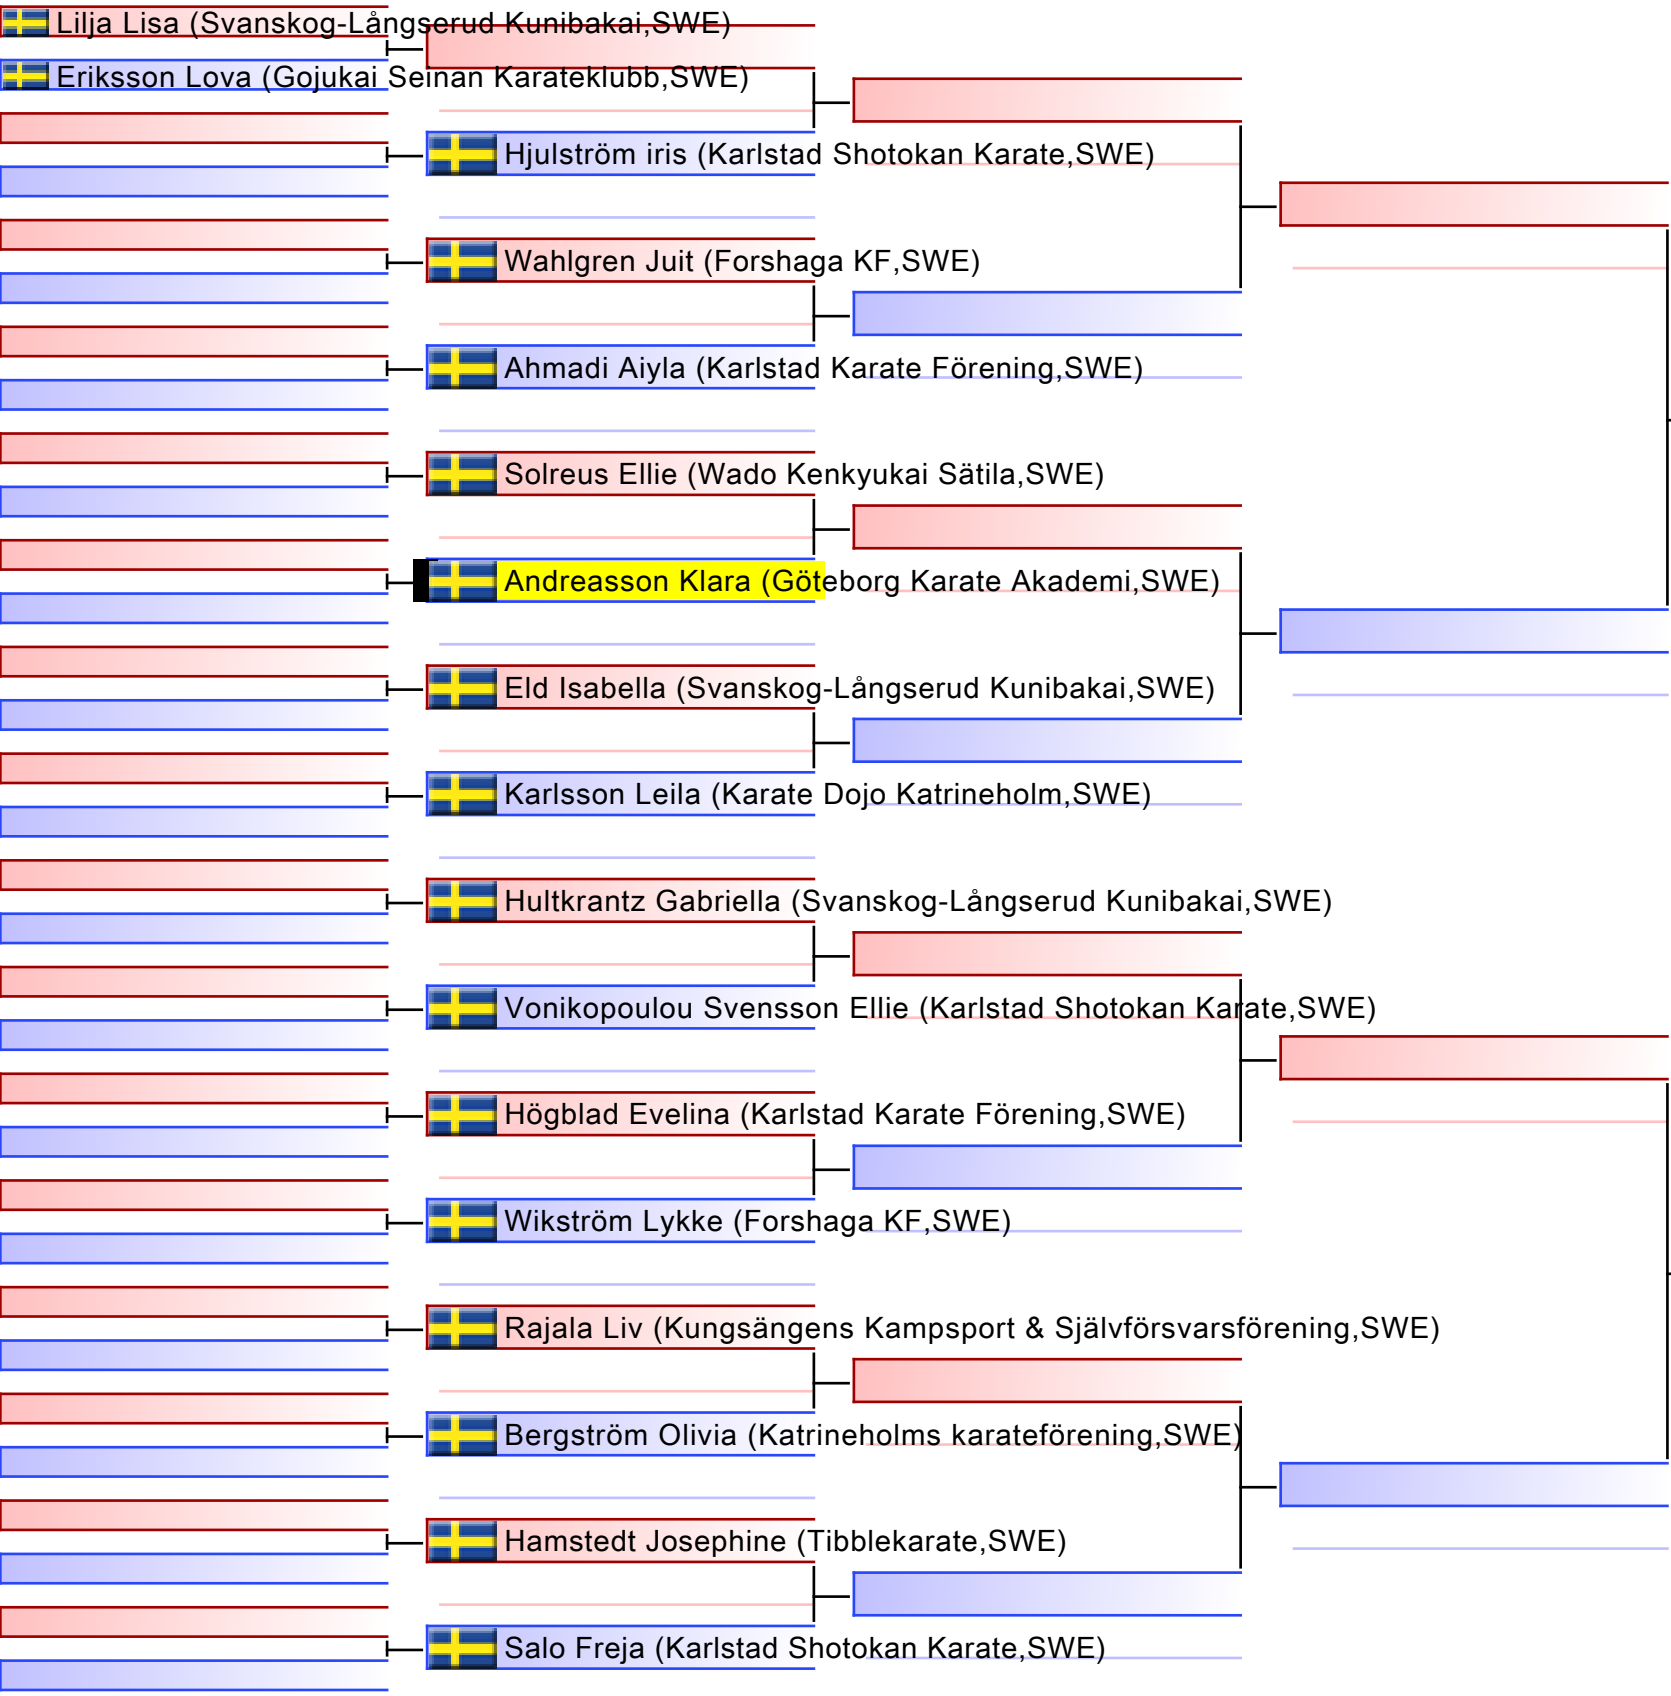 Lilja Lisa (Svanskog-Långserud Kunibakai,SWE)
Eriksson Lova (Gojukai Seinan Karateklubb,SWE)
Hjulström iris (Karlstad Shotokan Karate,SWE)
Wahlgren Juit (Forshaga KF,SWE)
Ahmadi Aiyla (Karlstad Karate Förening,SWE)
Solreus Ellie (Wado Kenkyukai Sätila,SWE)
Andreasson Klara (Göteborg Karate Akademi,SWE)
Eld Isabella (Svanskog-Långserud Kunibakai,SWE)
Karlsson Leila (Karate Dojo Katrineholm,SWE)
Hultkrantz Gabriella (Svanskog-Långserud Kunibakai,SWE)
Vonikopoulou Svensson Ellie (Karlstad Shotokan Karate,SWE)
Högblad Evelina (Karlstad Karate Förening,SWE)
Wikström Lykke (Forshaga KF,SWE)
Rajala Liv (Kungsängens Kampsport & Självförsvarsförening,SWE)
Bergström Olivia (Katrineholms karateförening,SWE)
Hamstedt Josephine (Tibblekarate,SWE)
Salo Freja (Karlstad Shotokan Karate,SWE)